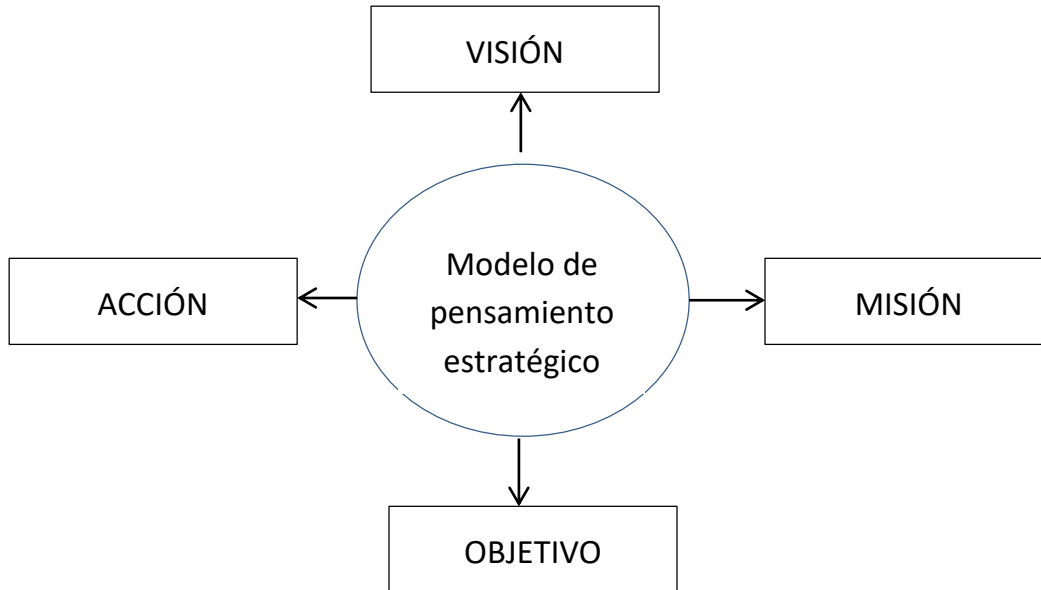 VISIÓN
Modelo de
pensamiento
estratégico
ACCIÓN
MISIÓN
OBJETIVO